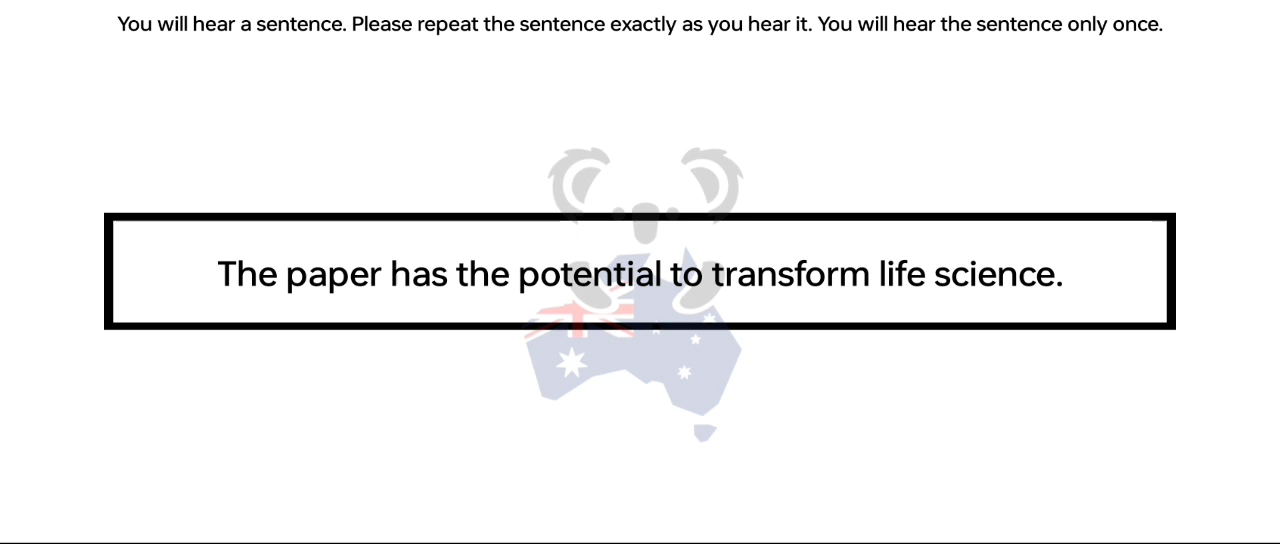 You will hear a sentence. Please repeat the sentence exactly as you hear it. You will hear the sentence only once.
The paper has the potential to transform life science.